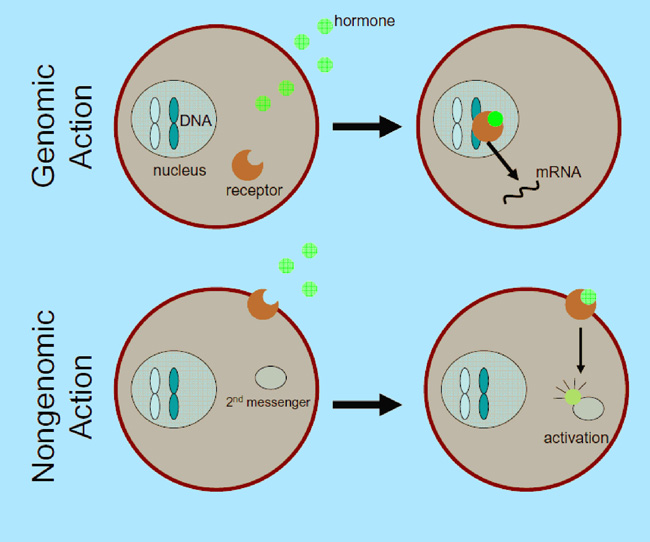 Genomic
Action
hormone
DNA
nucleus
receptor
mRNA
Nongenomic
Action
2nd messenger
activation